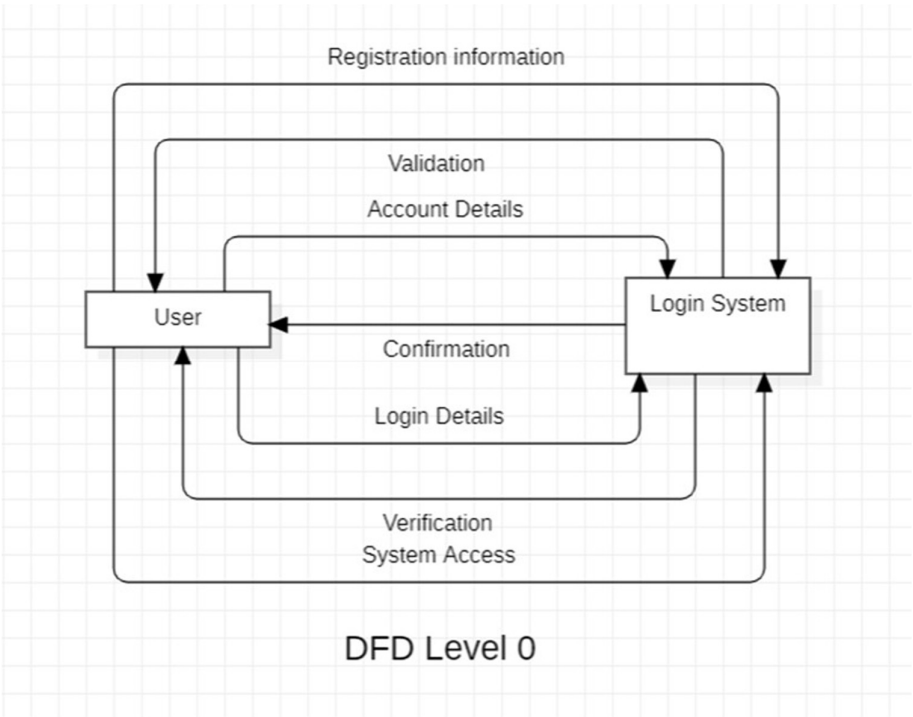 Registration information
Validation
Account Details
User
Login System
Confirmation
Login Details
Verification
System Access
DFD Level 0